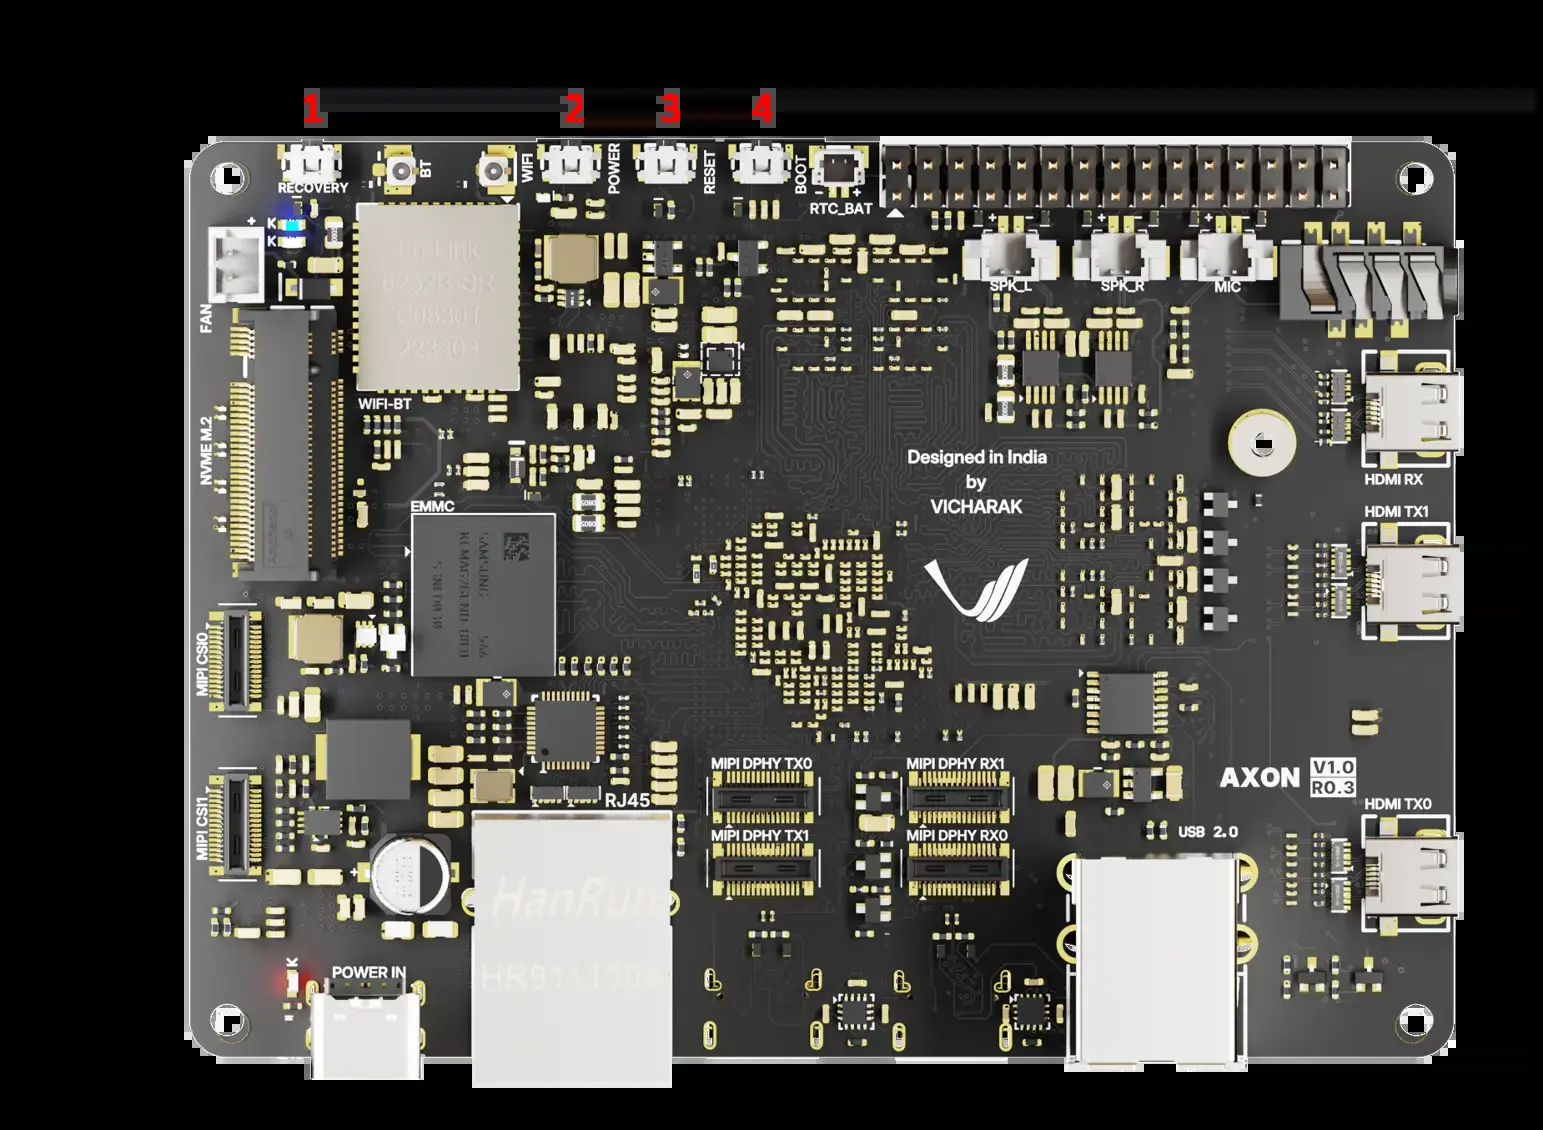 1
2
3
4
RECOVERY
BT
WIFI
POWER
RESET
BOOT
- +
RTC_BAT
+
K
K
FAN
SPK_L
SPK_R
MIC
WIFI-BT
NVME M.2
Designed in India
by
VICHARAK
HDMI RX
HDMI TX1
EMMC
SAMSUNG
MIPI CSI0
MIPI CSI1
MIPI DPHY TX0
MIPI DPHY RX1
MIPI DPHY TX1
MIPI DPHY RX0
AXON V1.0
R0.3
RJ45
HDMI TX0
USB 2.0
HanRun
K
POWER IN